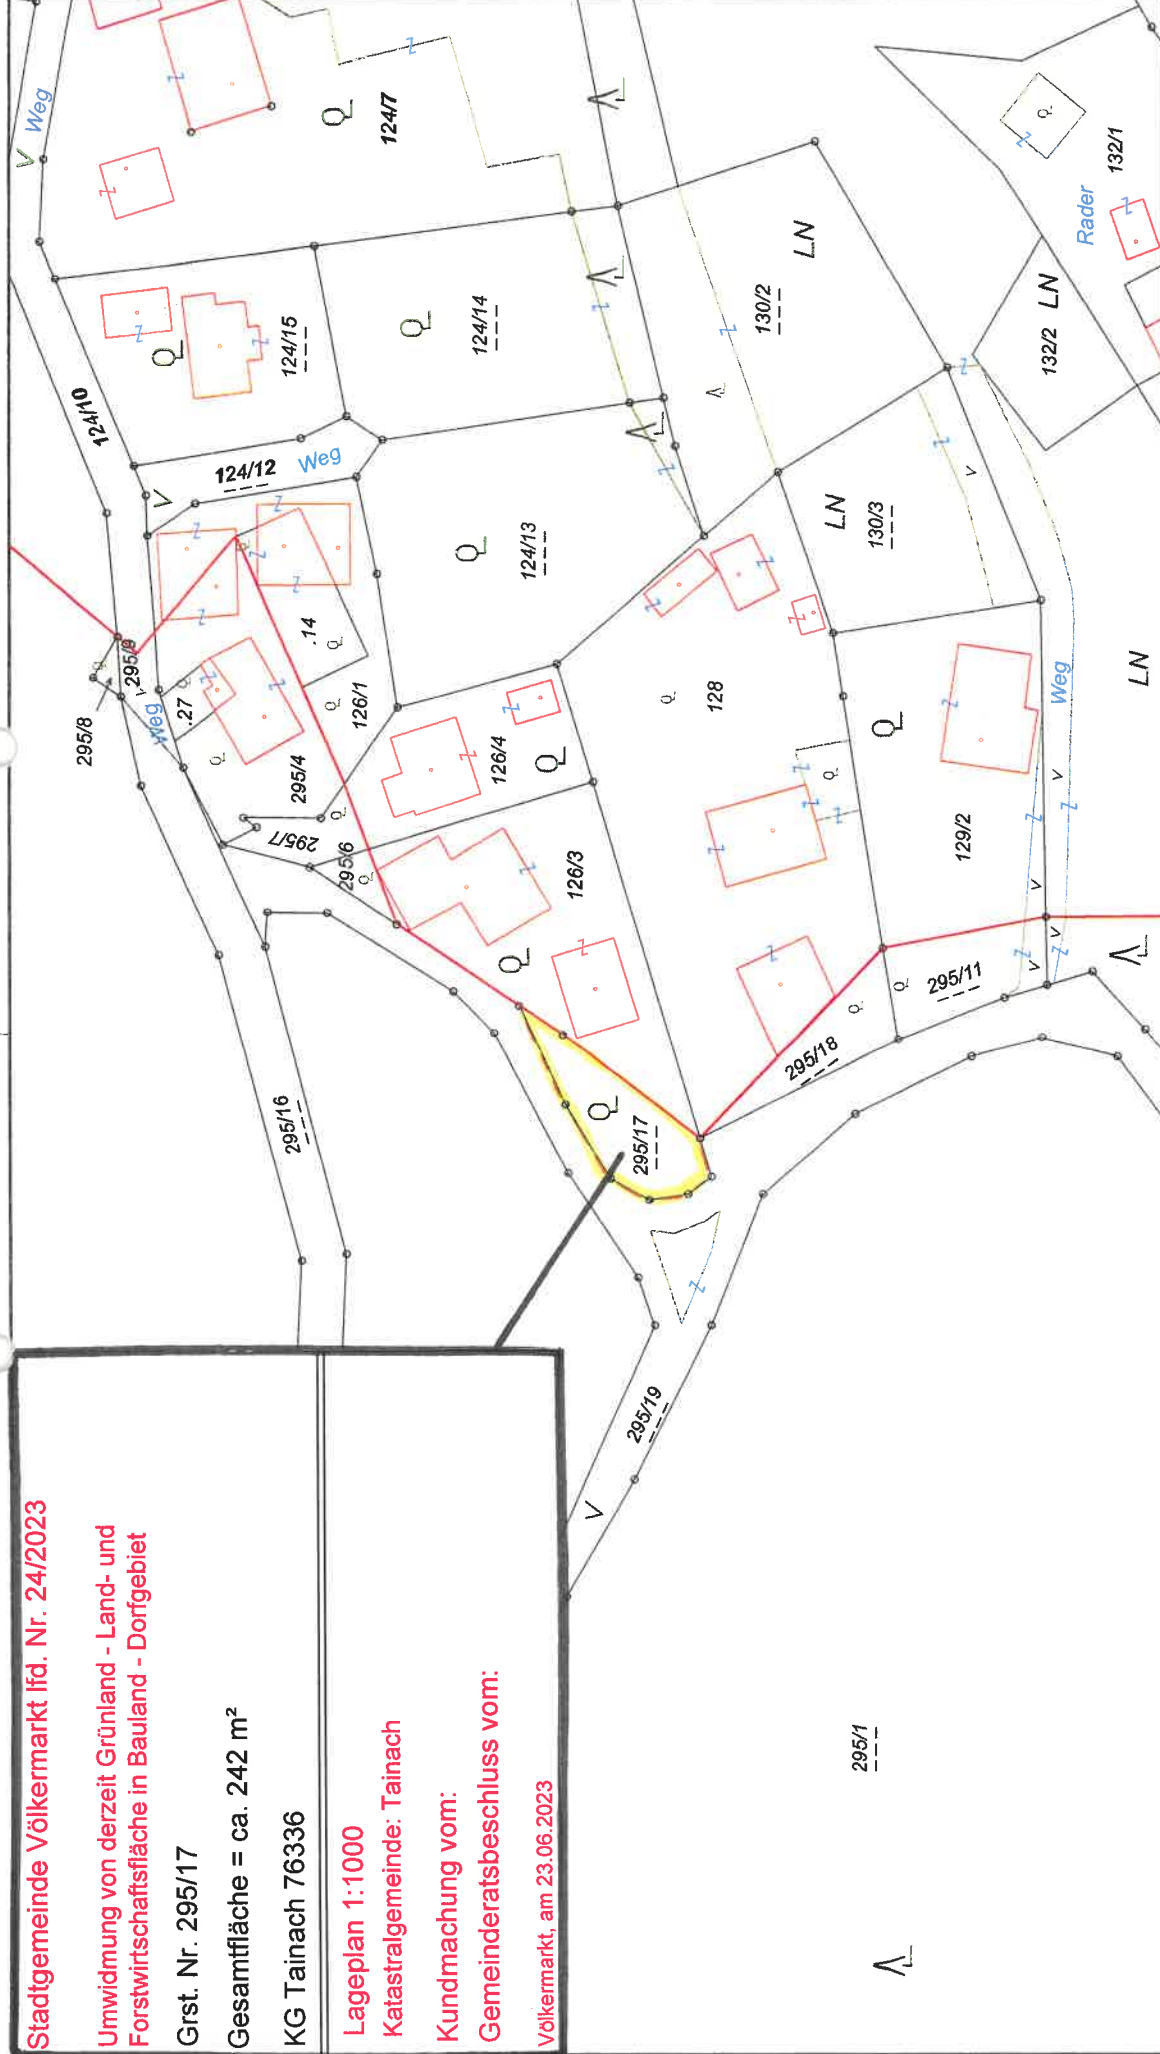 Stadtgemeinde Völkermarkt lfd. Nr. 24/2023
Umwidmung von derzeit Grünland - Land- und
Forstwirtschaftsfläche in Bauland - Dorfgebiet
Grst. Nr. 295/17
Gesamtfläche = ca. 242 m²
KG Tainach 76336
Lageplan 1:1000
Katastralgemeinde: Tainach
Kundmachung vom:
Gemeinderatsbeschluss vom:
Völkermarkt, am 23.06.2023
295/16
295/8
295/9
Weg
.27
295/4
295/7
295/6
126/1
.14
124/10
124/12
Weg
Weg
124/15
124/14
124/7
124/13
126/4
126/3
128
295/17
295/18
295/11
295/19
295/1
129/2
130/3
LN
130/2
LN
132/2
LN
132/1
Rader
Weg
LN